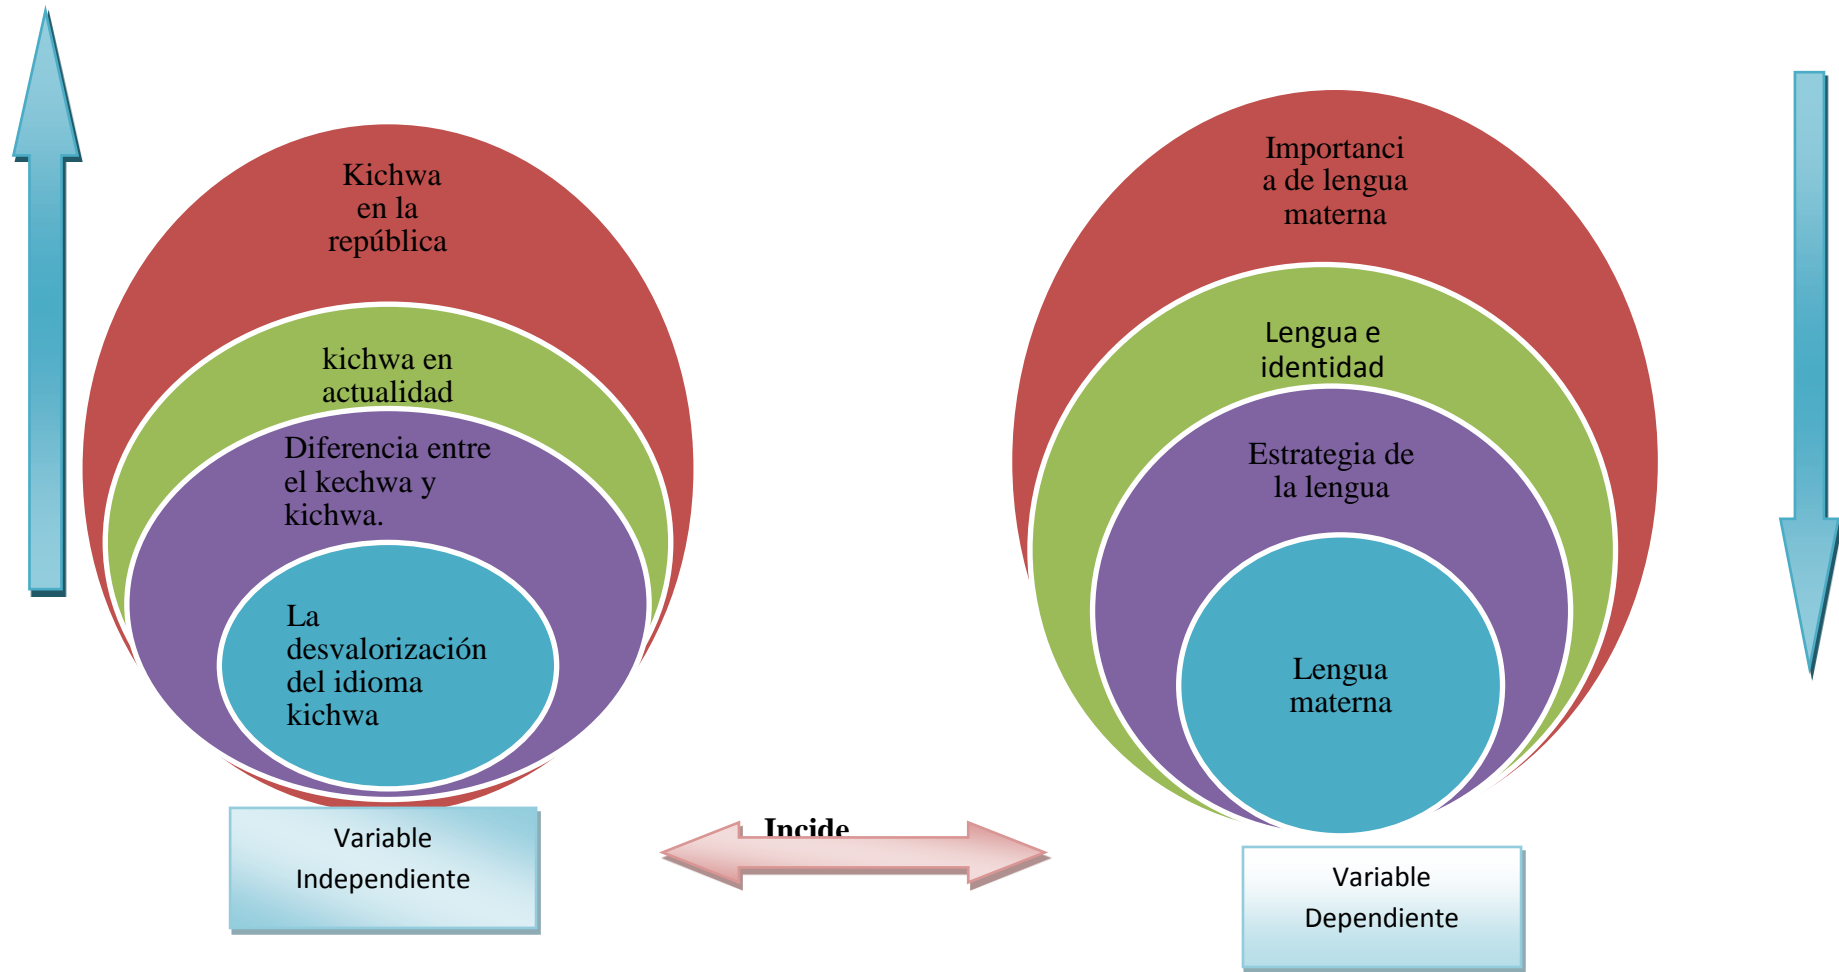 Kichwa
en la
república
kichwa en
actualidad
Diferencia entre
el kechwa y
kichwa.
La
desvalorización
del idioma
kichwa
Variable
Independiente
Incide
Importanci
a de lengua
materna
Lengua e
identidad
Estrategia de
la lengua
Lengua
materna
Variable
Dependiente